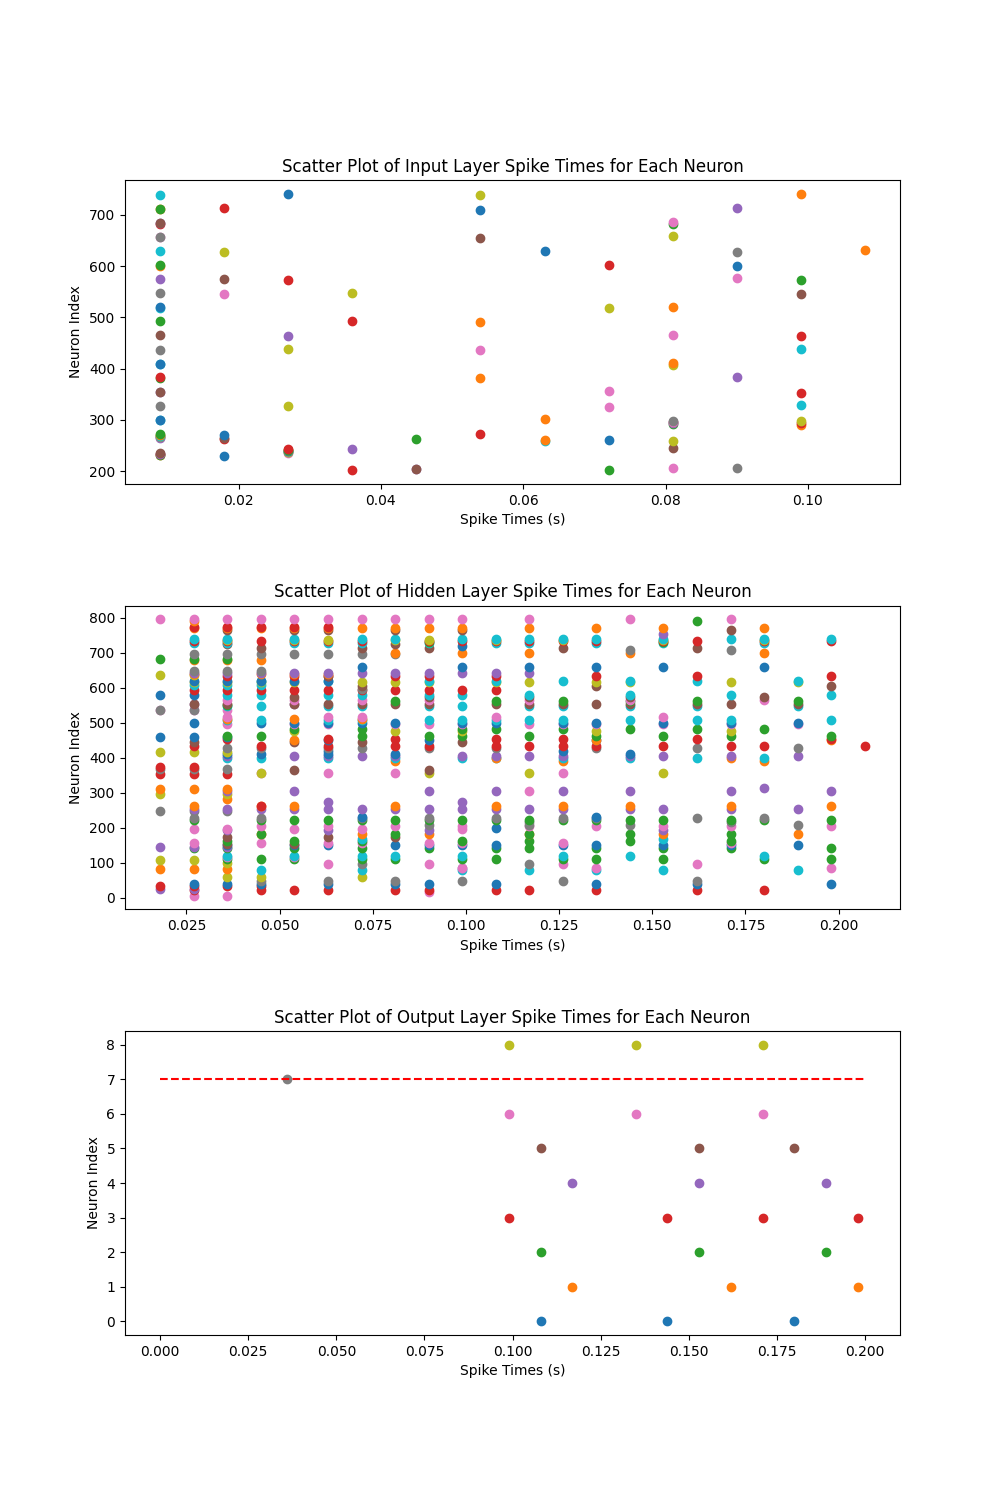 Scatter Plot of Input Layer Spike Times for Each Neuron
Neuron Index
700
600
500
400
300
200
0.02 0.04 0.06 0.08 0.10
Spike Times (s)
Scatter Plot of Hidden Layer Spike Times for Each Neuron
Neuron Index
800
700
600
500
400
300
200
100
0
0.025 0.050 0.075 0.100 0.125 0.150 0.175 0.200
Spike Times (s)
Scatter Plot of Output Layer Spike Times for Each Neuron
Neuron Index
8
7
6
5
4
3
2
1
0
0.000 0.025 0.050 0.075 0.100 0.125 0.150 0.175 0.200
Spike Times (s)